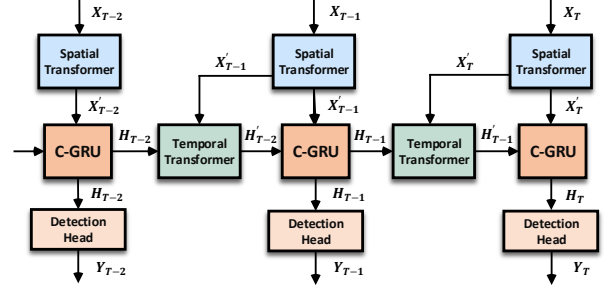 X_{T-2} X_{T-1} X_T
Spatial Transformer Spatial Transformer Spatial Transformer
X'_{T-1} X'_T
X'_{T-2} X'_{T-1} X'_T
C-GRU H_{T-2} Temporal Transformer H'_{T-2} C-GRU H_{T-1} Temporal Transformer H'_{T-1} C-GRU
H_{T-2} H_{T-1} H_T
Detection Head Detection Head Detection Head
Y_{T-2} Y_{T-1} Y_T